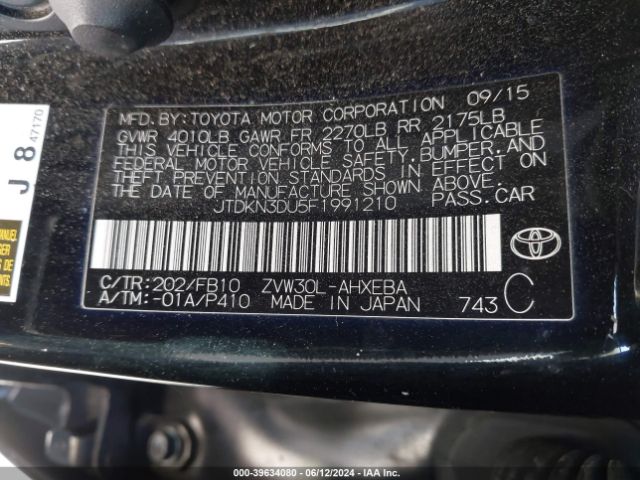 MFD. BY: TOYOTA MOTOR CORPORATION 09/15
GVWR 4010LB GAWR FR 2270LB RR 2175LB
THIS VEHICLE CONFORMS TO ALL APPLICABLE
FEDERAL MOTOR VEHICLE SAFETY, BUMPER, AND
THEFT PREVENTION STANDARDS IN EFFECT ON
THE DATE OF MANUFACTURE SHOWN ABOVE.
JTDKN3DU5F1991210 PASS. CAR
C/TR: 202/FB10 ZVW30L-AHXEBA
A/TM: -01A/P410 MADE IN JAPAN 743 C
J 8 47170
ANUEL
000-39634080 - 06/12/2024 - IAA Inc.